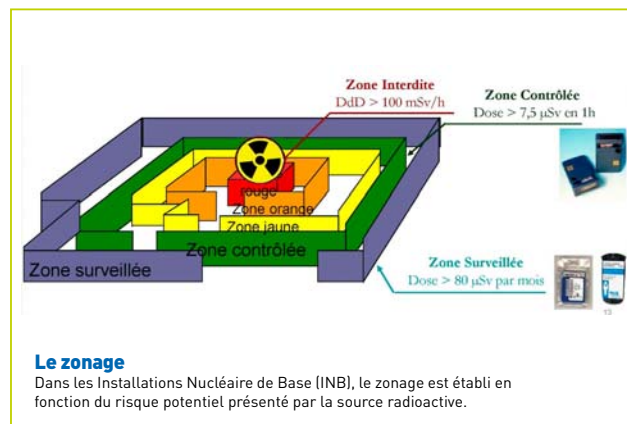 Zone Interdite
DdD > 100 mSv/h
Zone Contrôlée
Dose > 7,5 µSv en 1h
rouge
Zone orange
Zone jaune
Zone contrôlée
Zone surveillée
Zone Surveillée
Dose > 80 µSv par mois
13
Le zonage
Dans les Installations Nucléaire de Base (INB), le zonage est établi en
fonction du risque potentiel présenté par la source radioactive.